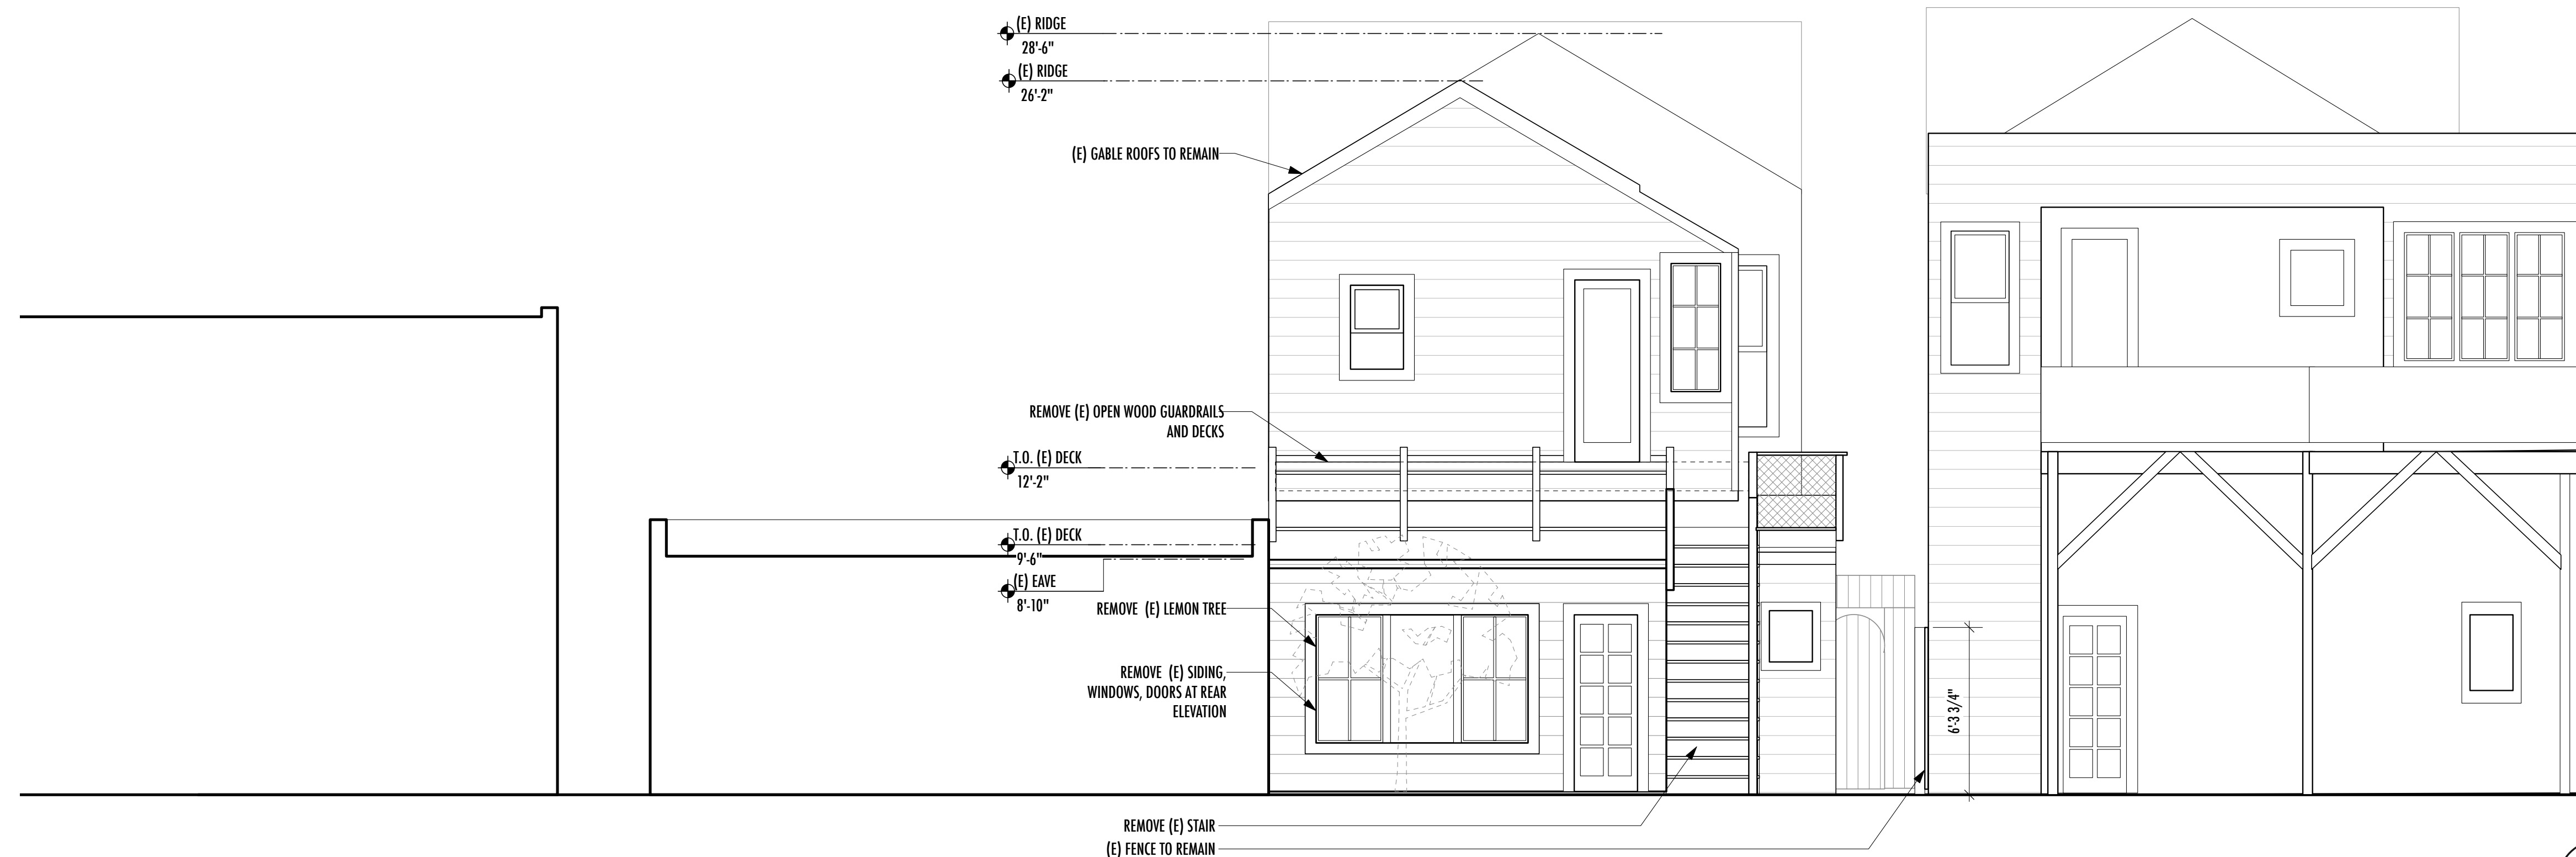 (E) RIDGE
28'-6"
(E) RIDGE
26'-2"
(E) GABLE ROOFS TO REMAIN
REMOVE (E) OPEN WOOD GUARDRAILS
AND DECKS
T.O. (E) DECK
12'-2"
T.O. (E) DECK
9'-6"
(E) EAVE
8'-10"
REMOVE (E) LEMON TREE
REMOVE (E) SIDING,
WINDOWS, DOORS AT REAR
ELEVATION
6'-3 3/4"
REMOVE (E) STAIR
(E) FENCE TO REMAIN